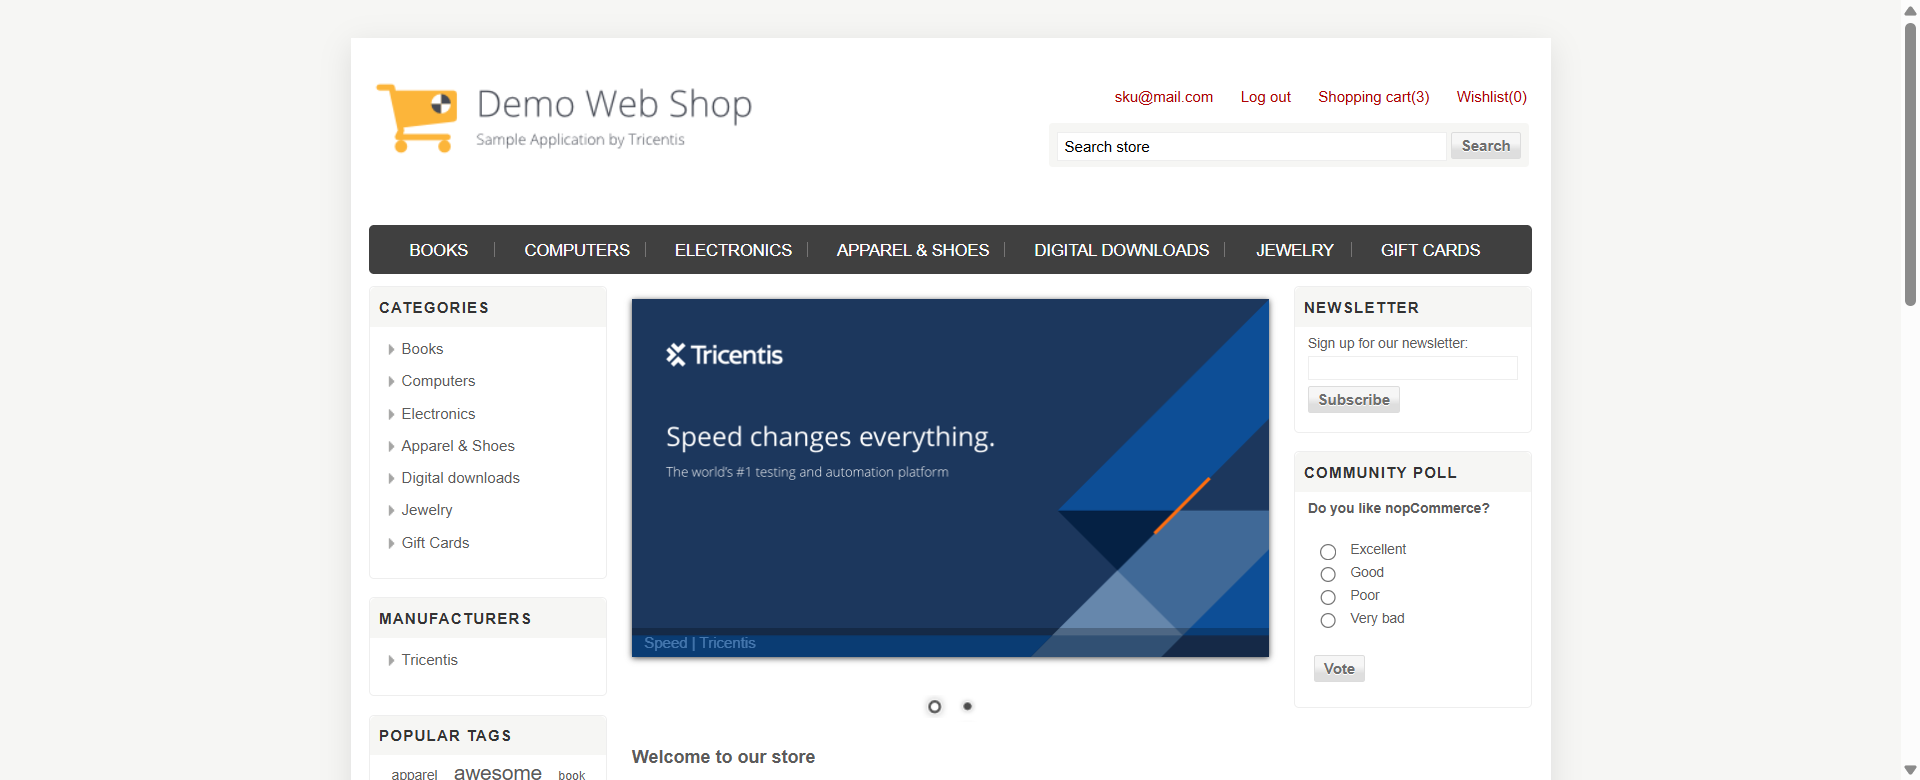 Demo Web Shop
Sample Application by Tricentis
sku@mail.com Log out Shopping cart(3) Wishlist(0)
Search store Search
BOOKS COMPUTERS ELECTRONICS APPAREL & SHOES DIGITAL DOWNLOADS JEWELRY GIFT CARDS
CATEGORIES
Books
Computers
Electronics
Apparel & Shoes
Digital downloads
Jewelry
Gift Cards
MANUFACTURERS
Tricentis
POPULAR TAGS
apparel awesome book
Tricentis
Speed changes everything.
The world's #1 testing and automation platform
Speed | Tricentis
Welcome to our store
NEWSLETTER
Sign up for our newsletter:
Subscribe
COMMUNITY POLL
Do you like nopCommerce?
Excellent
Good
Poor
Very bad
Vote